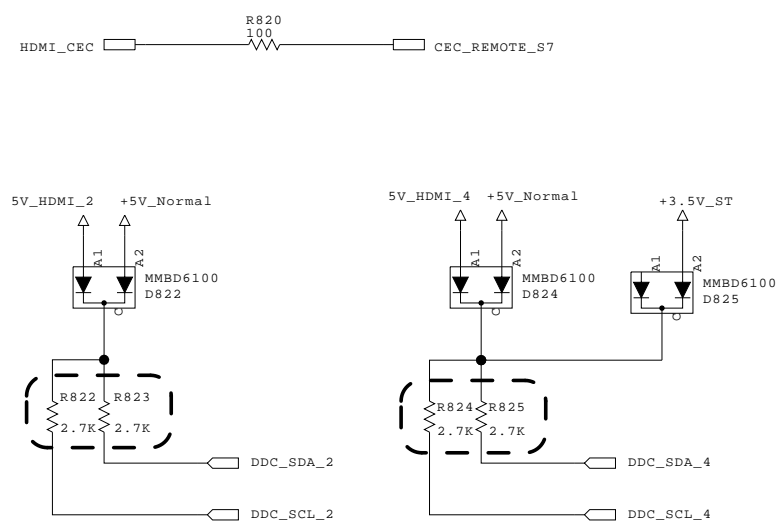 R820
100
HDMI_CEC
CEC_REMOTE_S7
5V_HDMI_2
+5V_Normal
A1
A2
MMBD6100
D822
C
R822
R823
2.7K
2.7K
DDC_SDA_2
DDC_SCL_2
5V_HDMI_4
+5V_Normal
A1
A2
MMBD6100
D824
C
+3.5V_ST
A1
A2
MMBD6100
D825
C
R824
R825
2.7K
2.7K
DDC_SDA_4
DDC_SCL_4